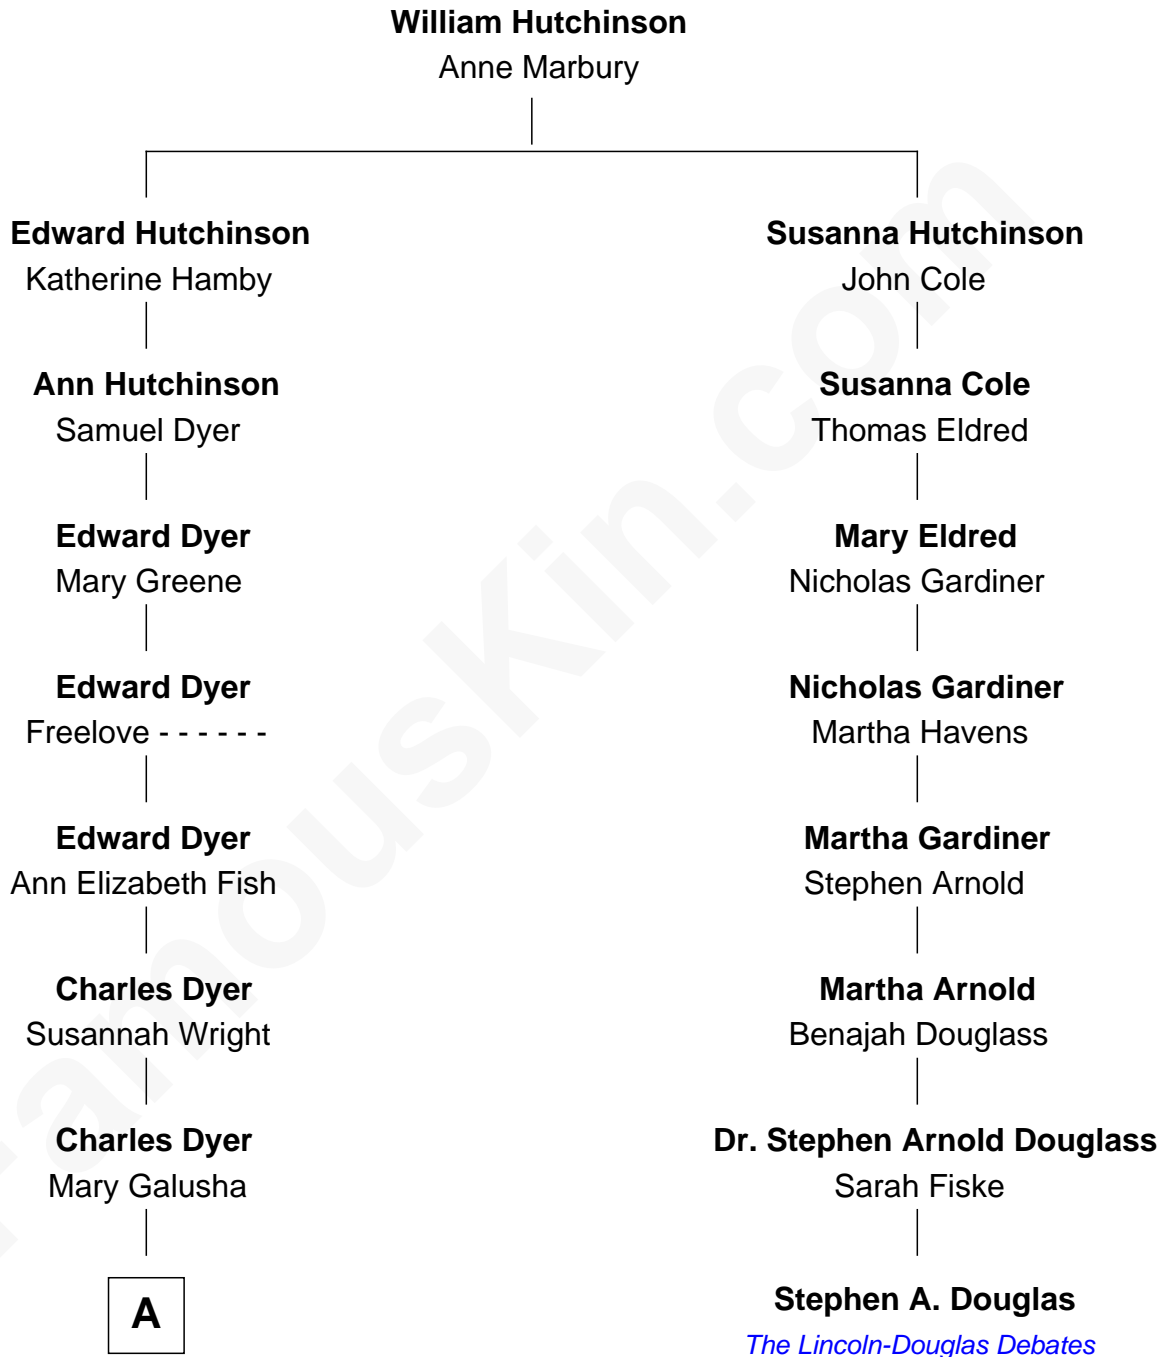 William Hutchinson
Anne Marbury
Edward Hutchinson
Katherine Hamby
Susanna Hutchinson
John Cole
Ann Hutchinson
Samuel Dyer
Susanna Cole
Thomas Eldred
Edward Dyer
Mary Greene
Mary Eldred
Nicholas Gardiner
Edward Dyer
Freelove - - - - - -
Nicholas Gardiner
Martha Havens
Edward Dyer
Ann Elizabeth Fish
Martha Gardiner
Stephen Arnold
Charles Dyer
Susannah Wright
Martha Arnold
Benajah Douglass
Charles Dyer
Mary Galusha
Dr. Stephen Arnold Douglass
Sarah Fiske
A
Stephen A. Douglas
The Lincoln-Douglas Debates
FamousKin.com